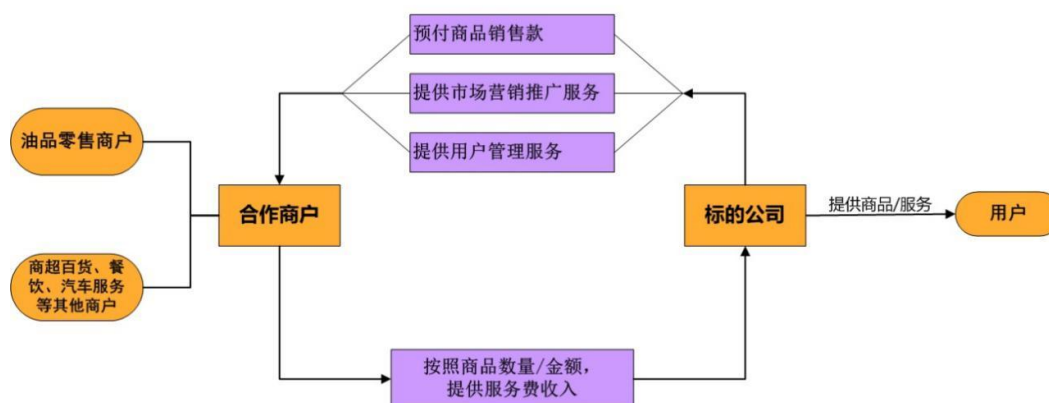 预付商品销售款
提供市场营销推广服务
提供用户管理服务
油品零售商户
合作商户
标的公司
提供商品/服务
用户
商超百货、餐
饮、汽车服务
等其他商户
按照商品数量/金额，
提供服务费收入